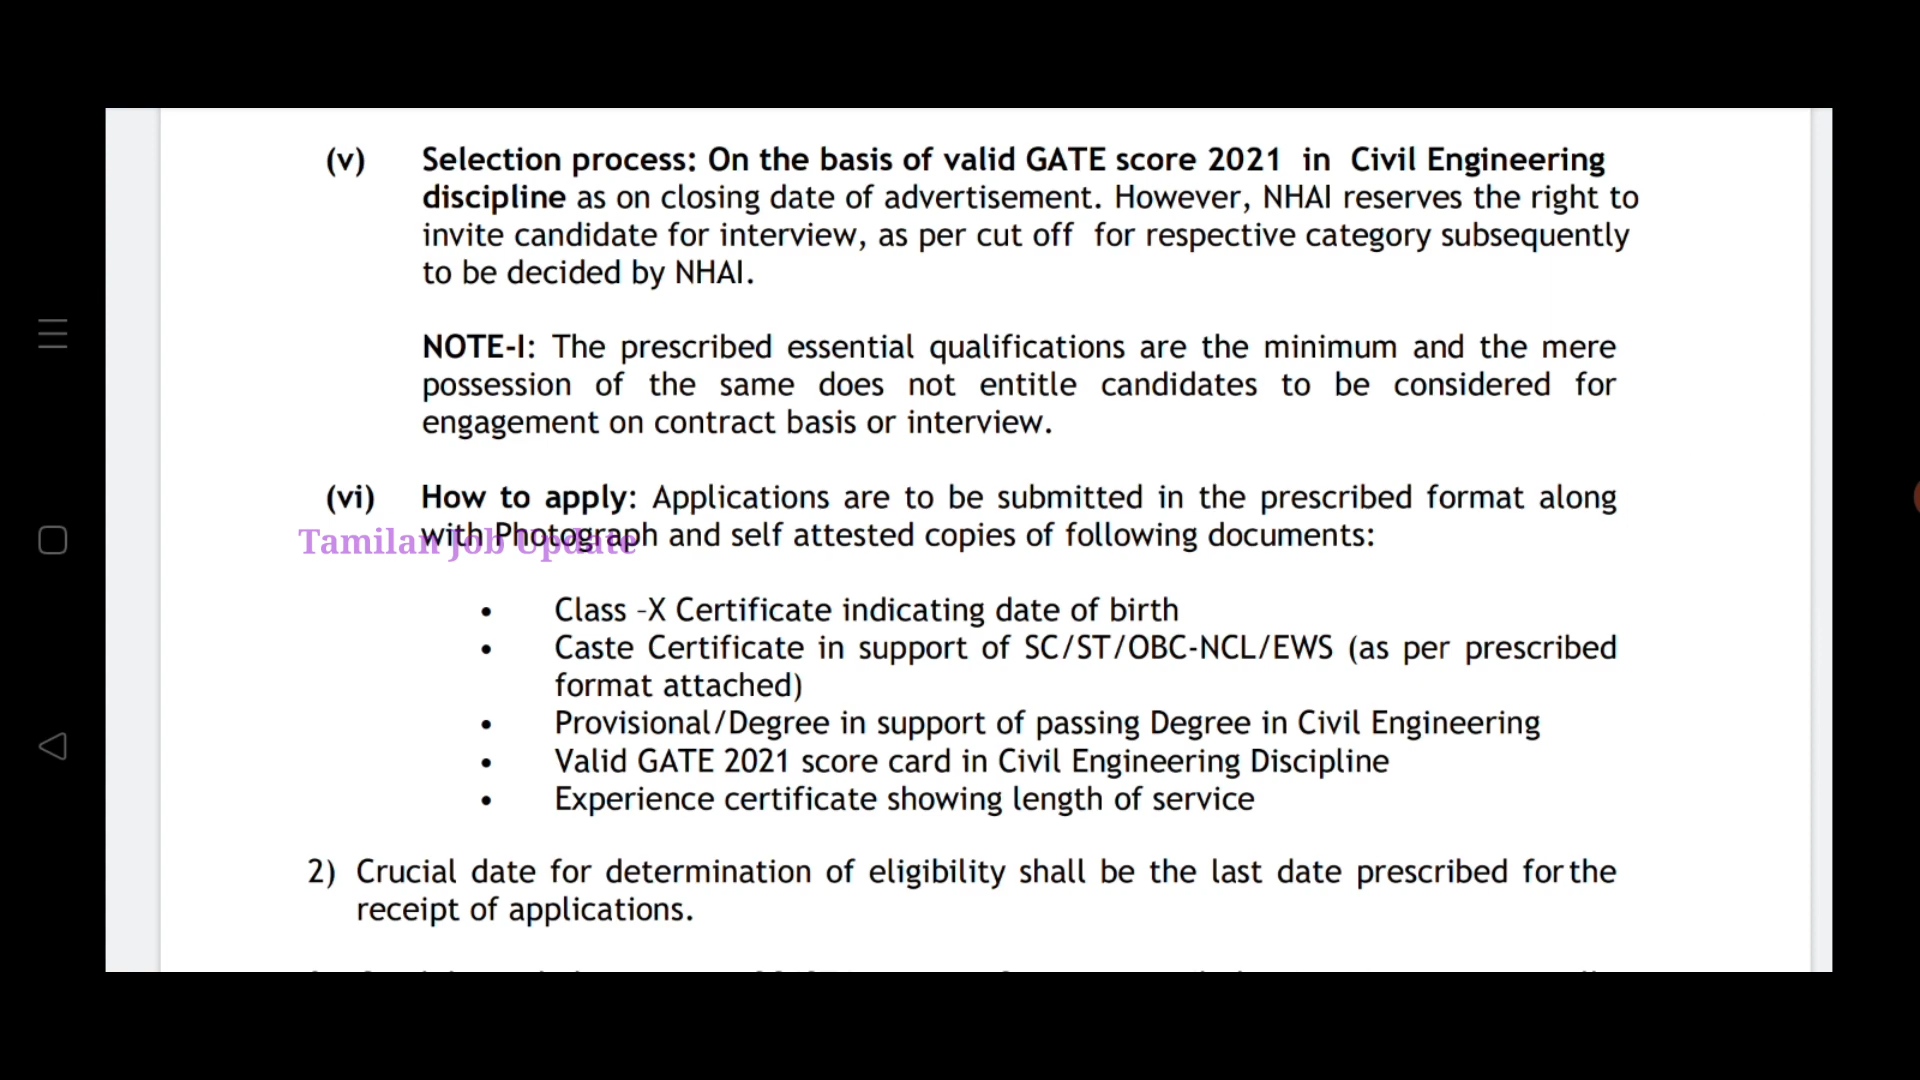 (v) Selection process: On the basis of valid GATE score 2021 in Civil Engineering
discipline as on closing date of advertisement. However, NHAI reserves the right to
invite candidate for interview, as per cut off for respective category subsequently
to be decided by NHAI.
NOTE-I: The prescribed essential qualifications are the minimum and the mere
possession of the same does not entitle candidates to be considered for
engagement on contract basis or interview.
(vi) How to apply: Applications are to be submitted in the prescribed format along
with Photograph and self attested copies of following documents:
Tamilan Job Update
• Class -X Certificate indicating date of birth
• Caste Certificate in support of SC/ST/OBC-NCL/EWS (as per prescribed
format attached)
• Provisional/Degree in support of passing Degree in Civil Engineering
• Valid GATE 2021 score card in Civil Engineering Discipline
• Experience certificate showing length of service
2) Crucial date for determination of eligibility shall be the last date prescribed for the
receipt of applications.